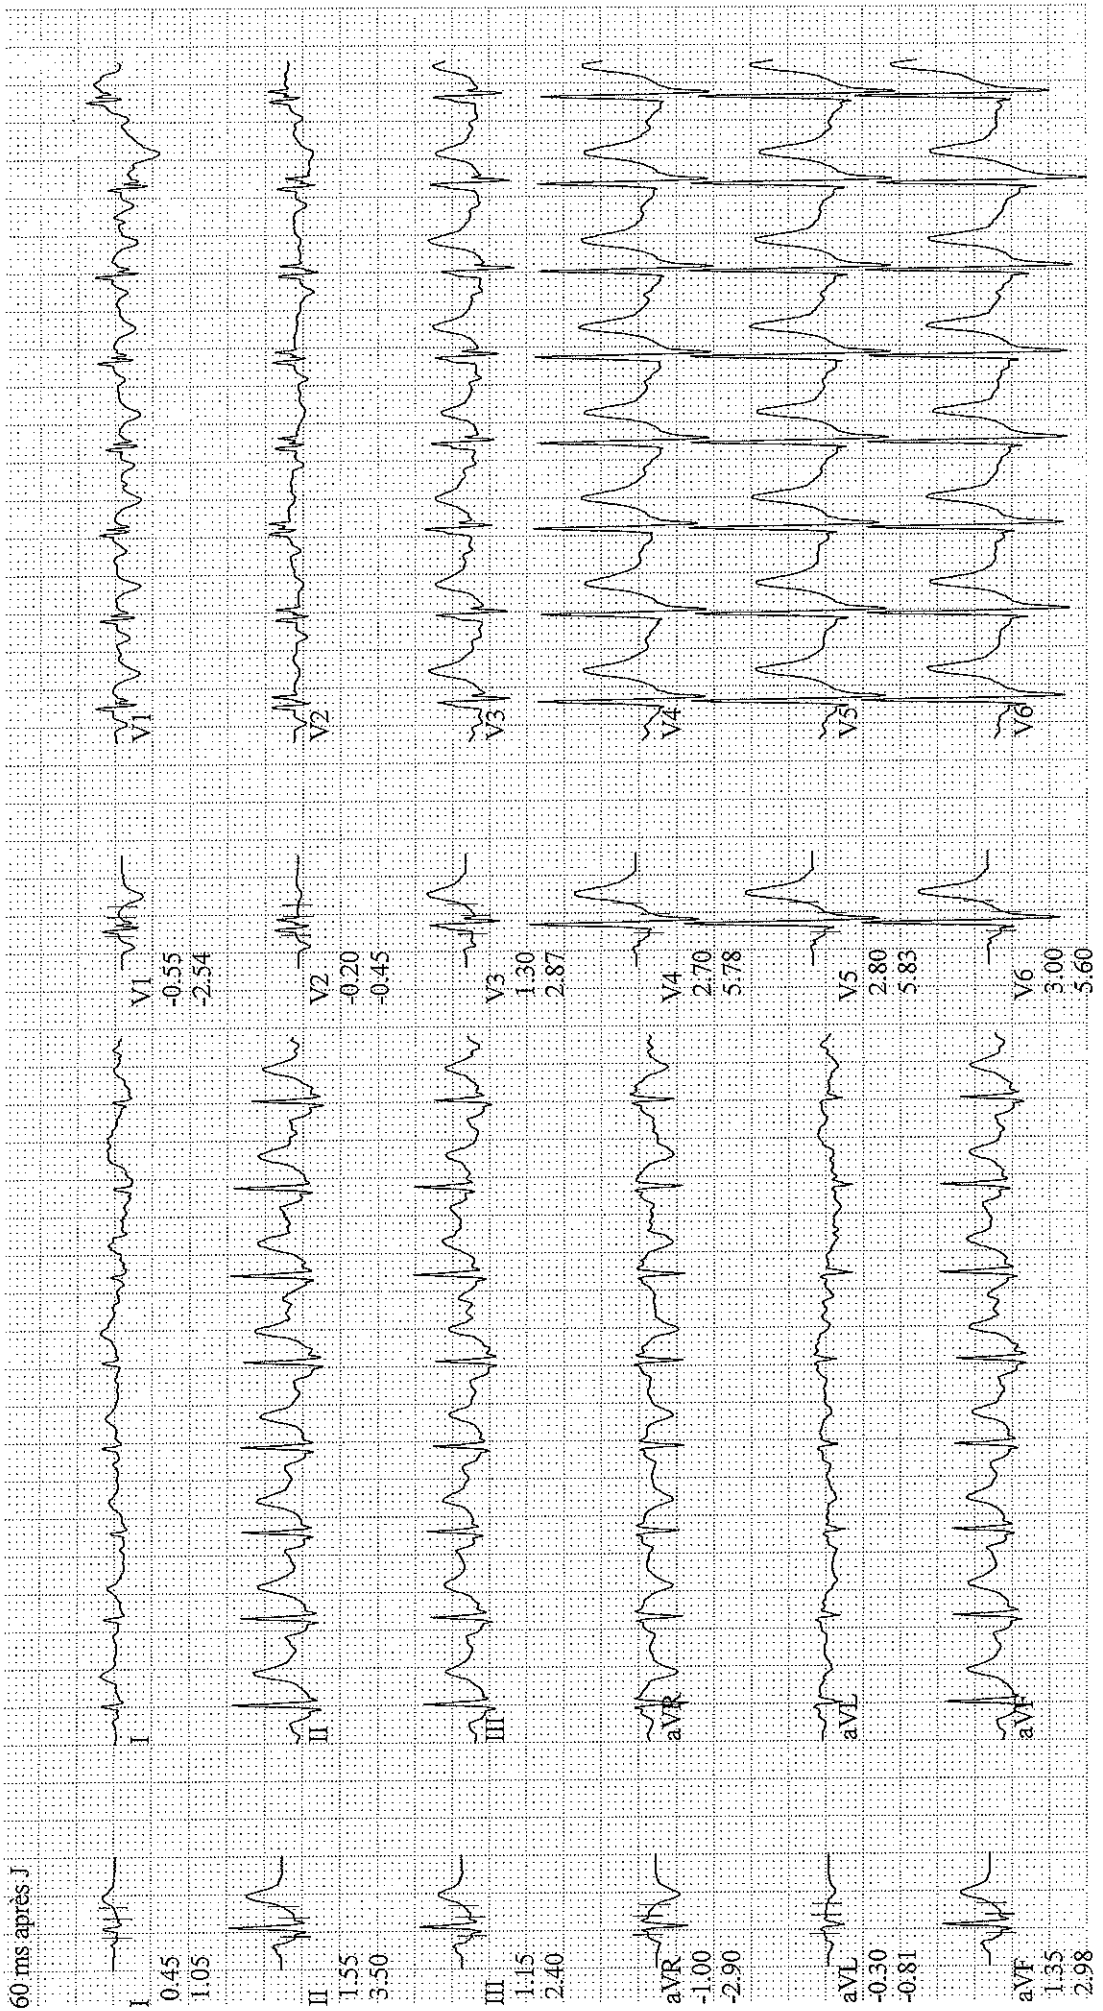 60 ms après J
I
0.45
1.05
II
1.55
3.50
III
1.15
2.40
aVR
-1.00
-2.90
aVL
-0.30
-0.81
aVF
1.35
2.98
I
II
III
aVR
aVL
aVF
V1
-0.55
-2.54
V2
-0.20
-0.45
V3
1.30
2.87
V4
2.70
5.78
V5
2.80
5.83
V6
3.00
5.60
V1
V2
V3
V4
V5
V6